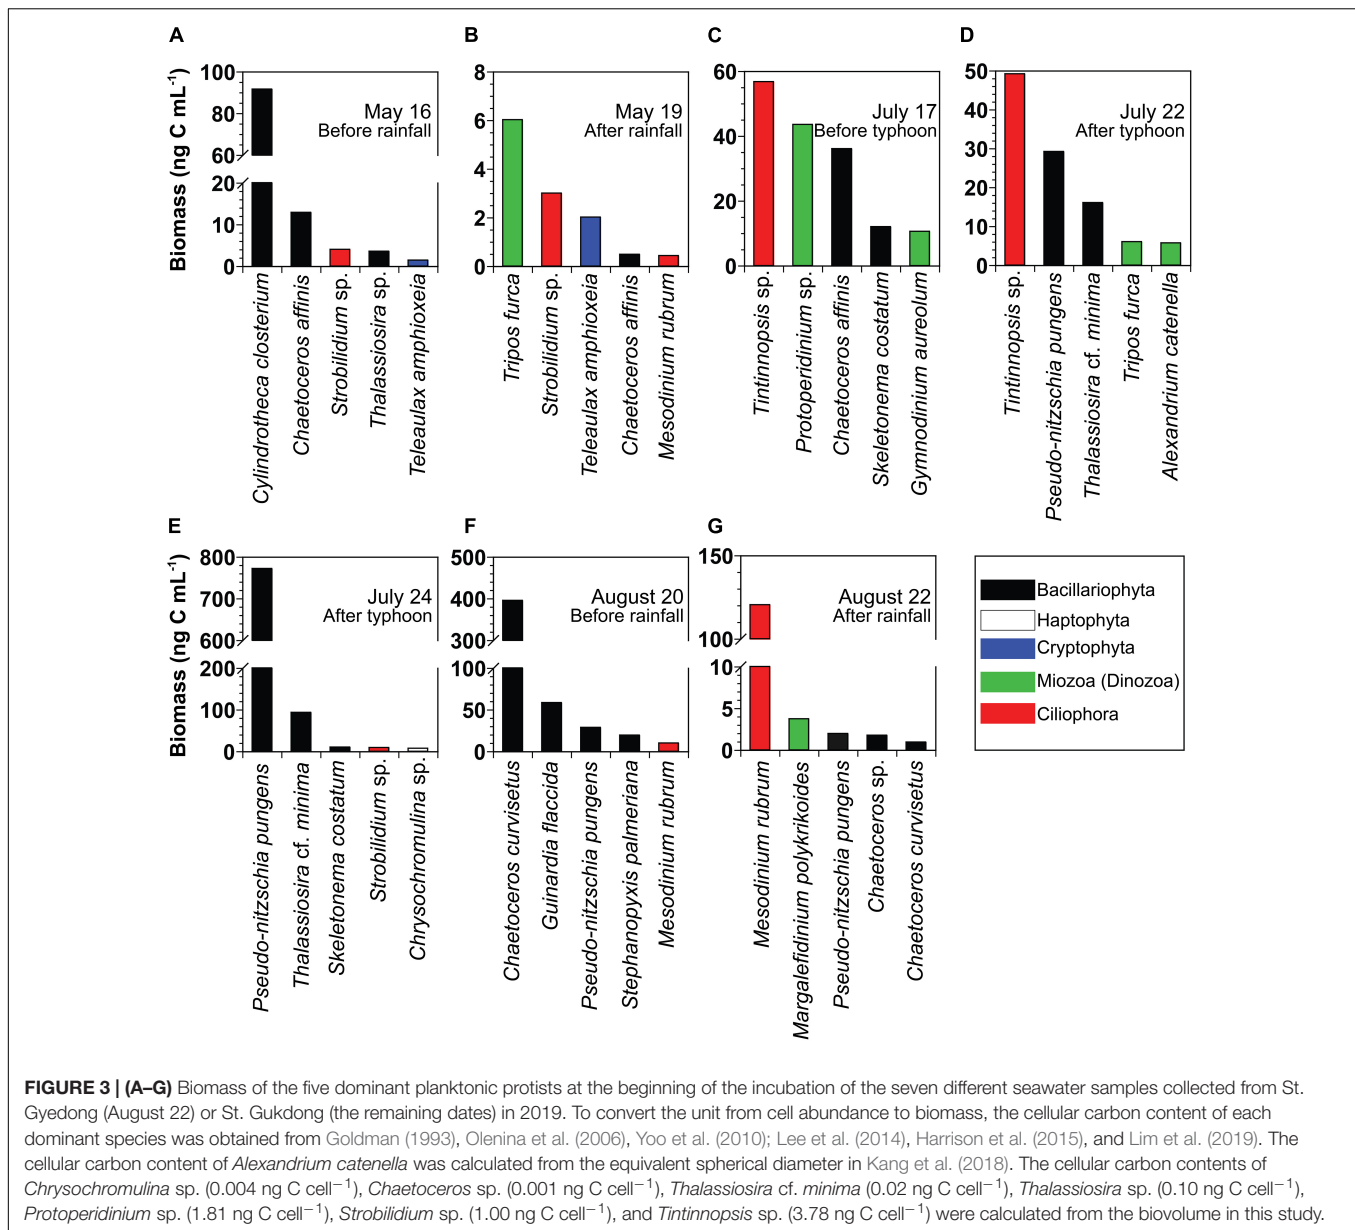 A
Biomass (ng C mL-1)
100
80
60
20
10
0
May 16
Before rainfall
Cylindrotheca closterium
Chaetoceros affinis
Strobilidium sp.
Thalassiosira sp.
Teleaulax amphioxeia
B
8
6
4
2
0
May 19
After rainfall
Tripos furca
Strobilidium sp.
Teleaulax amphioxeia
Chaetoceros affinis
Mesodinium rubrum
C
60
40
20
0
July 17
Before typhoon
Tintinnopsis sp.
Protoperidinium sp.
Chaetoceros affinis
Skeletonema costatum
Gymnodinium aureolum
D
50
40
30
20
10
0
July 22
After typhoon
Tintinnopsis sp.
Pseudo-nitzschia pungens
Thalassiosira cf. minima
Tripos furca
Alexandrium catenella
E
Biomass (ng C mL-1)
800
700
600
200
100
0
July 24
After typhoon
Pseudo-nitzschia pungens
Thalassiosira cf. minima
Skeletonema costatum
Strobilidium sp.
Chrysochromulina sp.
F
500
400
300
100
50
0
August 20
Before rainfall
Chaetoceros curvisetus
Guinardia flaccida
Pseudo-nitzschia pungens
Stephanopyxis palmeriana
Mesodinium rubrum
G
150
100
10
5
0
August 22
After rainfall
Mesodinium rubrum
Margalefidinium polykrikoides
Pseudo-nitzschia pungens
Chaetoceros sp.
Chaetoceros curvisetus
Bacillariophyta
Haptophyta
Cryptophyta
Miozoa (Dinozoa)
Ciliophora
FIGURE 3 | (A–G) Biomass of the five dominant planktonic protists at the beginning of the incubation of the seven different seawater samples collected from St.
Gyedong (August 22) or St. Gukdong (the remaining dates) in 2019. To convert the unit from cell abundance to biomass, the cellular carbon content of each
dominant species was obtained from Goldman (1993), Olenina et al. (2006), Yoo et al. (2010); Lee et al. (2014), Harrison et al. (2015), and Lim et al. (2019). The
cellular carbon content of Alexandrium catenella was calculated from the equivalent spherical diameter in Kang et al. (2018). The cellular carbon contents of
Chrysochromulina sp. (0.004 ng C cell−1), Chaetoceros sp. (0.001 ng C cell−1), Thalassiosira cf. minima (0.02 ng C cell−1), Thalassiosira sp. (0.10 ng C cell−1),
Protoperidinium sp. (1.81 ng C cell−1), Strobilidium sp. (1.00 ng C cell−1), and Tintinnopsis sp. (3.78 ng C cell−1) were calculated from the biovolume in this study.